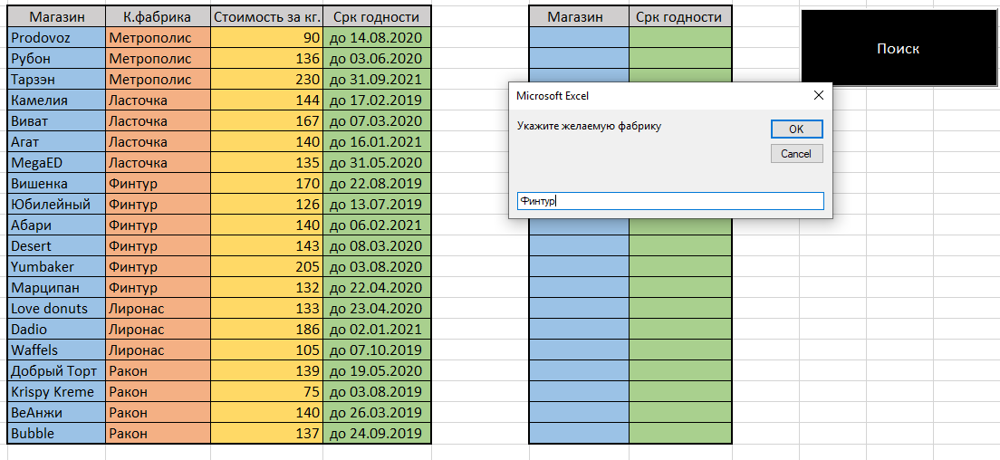 Магазин К.фабрика Стоимость за кг. Срк годности
Prodovoz Метрополис 90 до 14.08.2020
Рубон Метрополис 136 до 03.06.2020
Тарзэн Метрополис 230 до 31.09.2021
Камелия Ласточка 144 до 17.02.2019
Виват Ласточка 167 до 07.03.2020
Агат Ласточка 140 до 16.01.2021
MegaED Ласточка 135 до 31.05.2020
Вишенка Финтур 170 до 22.08.2019
Юбилейный Финтур 126 до 13.07.2019
Абари Финтур 140 до 06.02.2021
Desert Финтур 143 до 08.03.2020
Yumbaker Финтур 205 до 03.08.2020
Марципан Финтур 132 до 22.04.2020
Love donuts Лиронас 133 до 23.04.2020
Dadio Лиронас 186 до 02.01.2021
Waffels Лиронас 105 до 07.10.2019
Добрый Торт Ракон 139 до 19.05.2020
Krispy Kreme Ракон 75 до 03.08.2019
ВеАнжи Ракон 140 до 26.03.2019
Bubble Ракон 137 до 24.09.2019
Магазин Срк годности
Поиск
Microsoft Excel
Укажите желаемую фабрику
OK
Cancel
Финтур